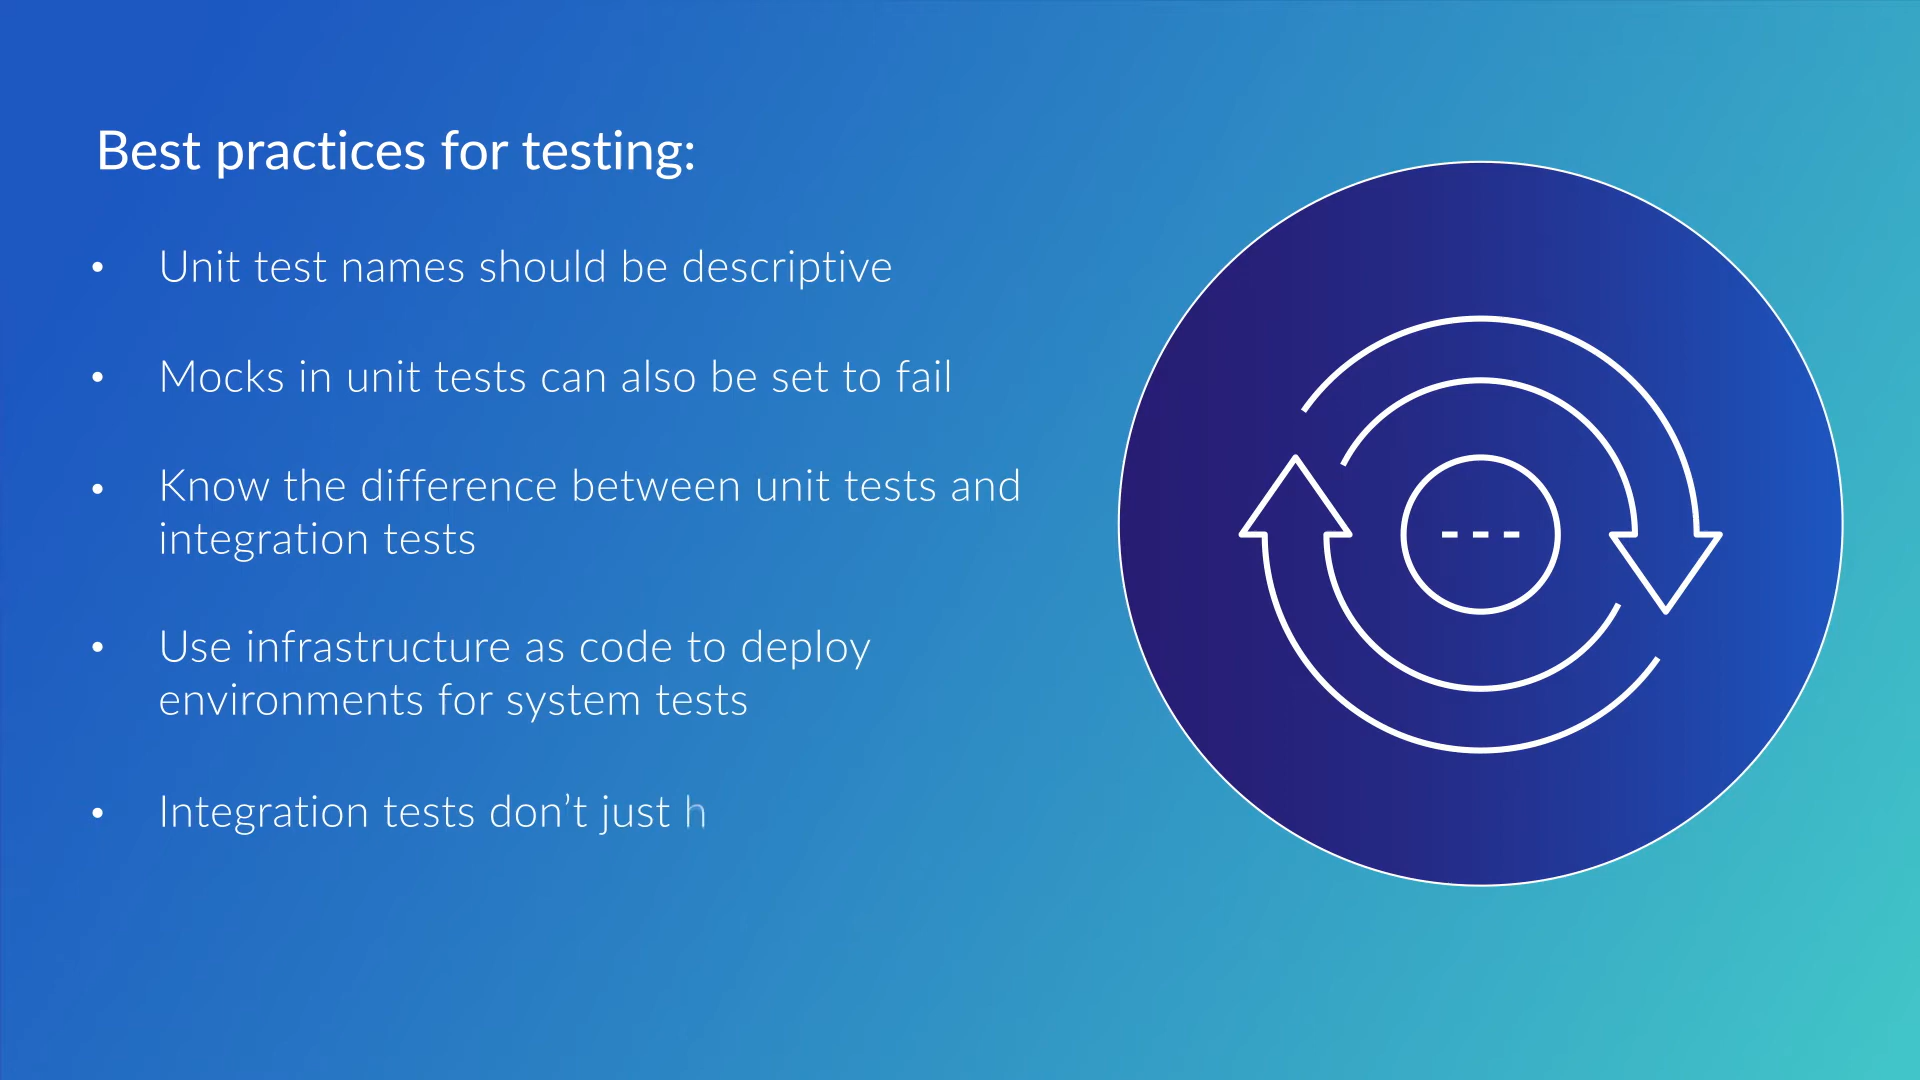 Best practices for testing:
• Unit test names should be descriptive
• Mocks in unit tests can also be set to fail
• Know the difference between unit tests and
integration tests
• Use infrastructure as code to deploy
environments for system tests
• Integration tests don’t just h